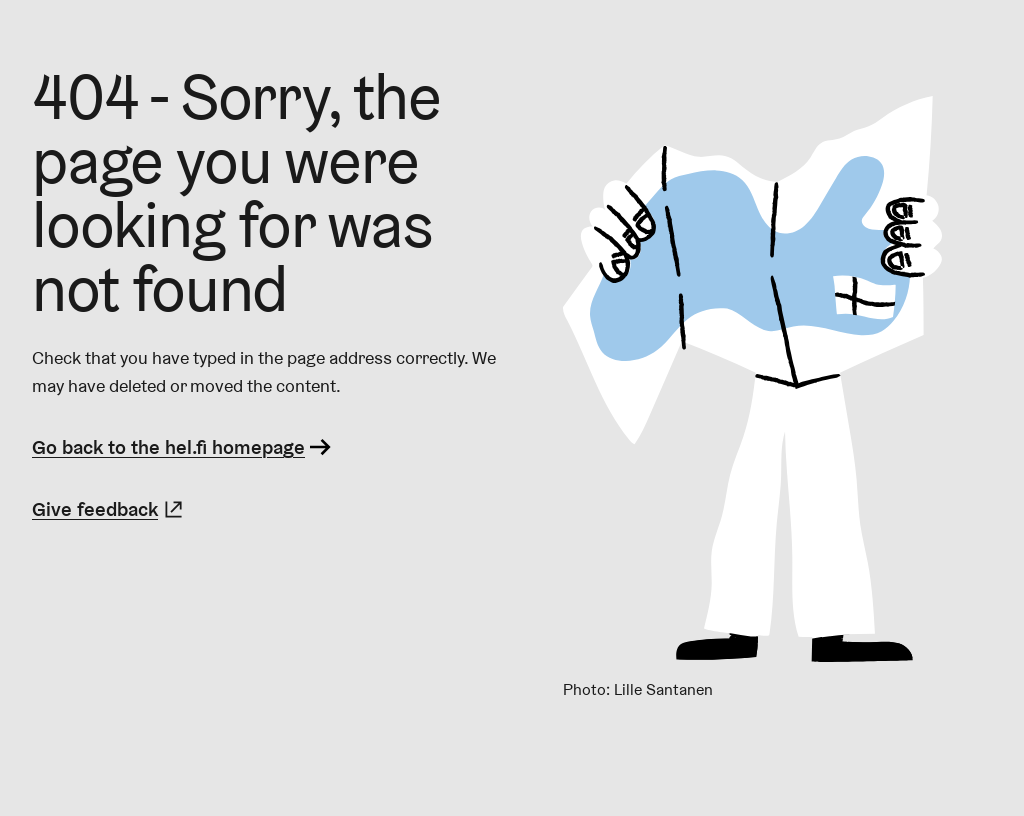 404 - Sorry, the
page you were
looking for was
not found
Check that you have typed in the page address correctly. We
may have deleted or moved the content.
Go back to the hel.fi homepage
Give feedback
Photo: Lille Santanen